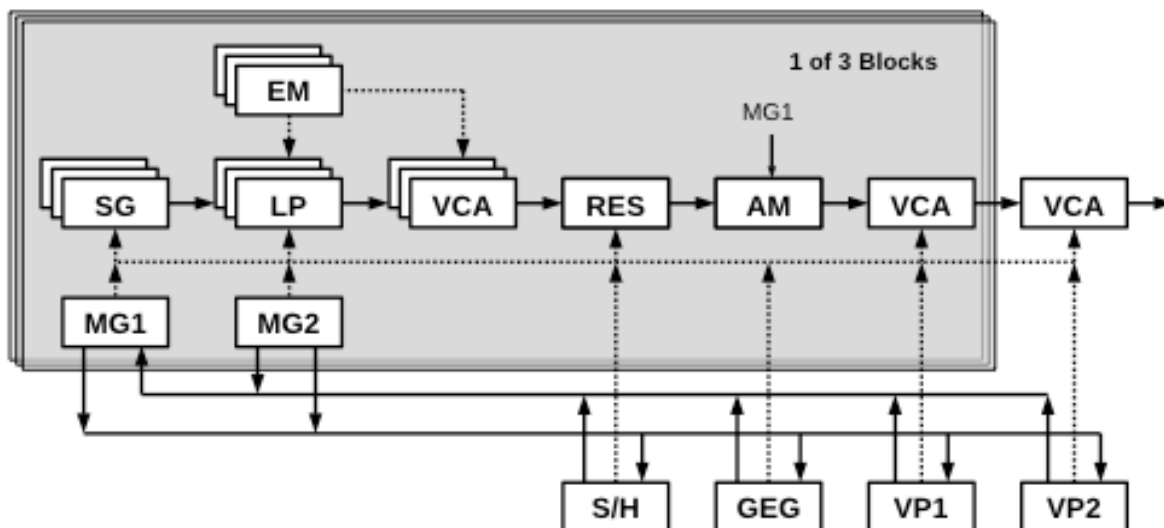 1 of 3 Blocks
EM
MG1
SG
LP
VCA
RES
AM
VCA
VCA
MG1
MG2
S/H
GEG
VP1
VP2